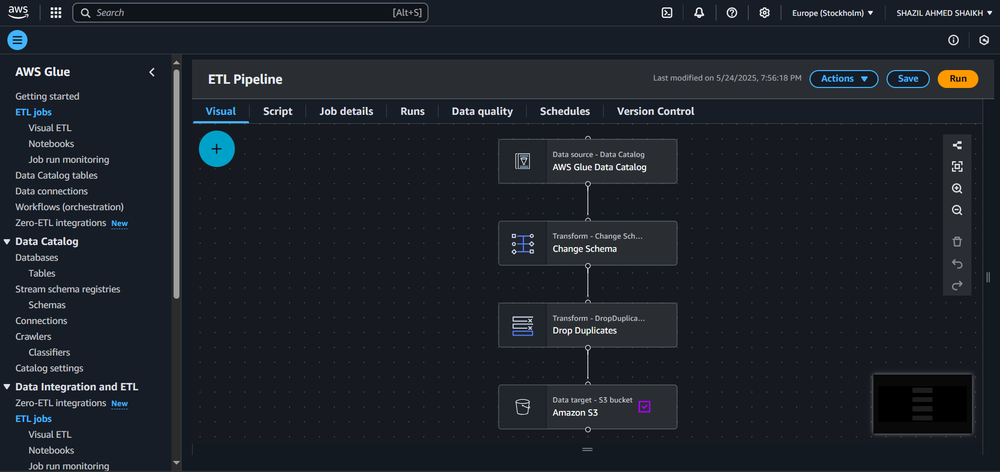 aws
Search
[Alt+S]
Europe (Stockholm)
SHAZIL AHMED SHAIKH
AWS Glue
Getting started
ETL jobs
Visual ETL
Notebooks
Job run monitoring
Data Catalog tables
Data connections
Workflows (orchestration)
Zero-ETL integrations New
Data Catalog
Databases
Tables
Stream schema registries
Schemas
Connections
Crawlers
Classifiers
Catalog settings
Data Integration and ETL
Zero-ETL integrations New
ETL jobs
Visual ETL
Notebooks
Job run monitoring
ETL Pipeline
Last modified on 5/24/2025, 7:56:18 PM
Actions
Save
Run
Visual
Script
Job details
Runs
Data quality
Schedules
Version Control
Data source - Data Catalog
AWS Glue Data Catalog
Transform - Change Sch...
Change Schema
Transform - DropDuplica...
Drop Duplicates
Data target - S3 bucket
Amazon S3